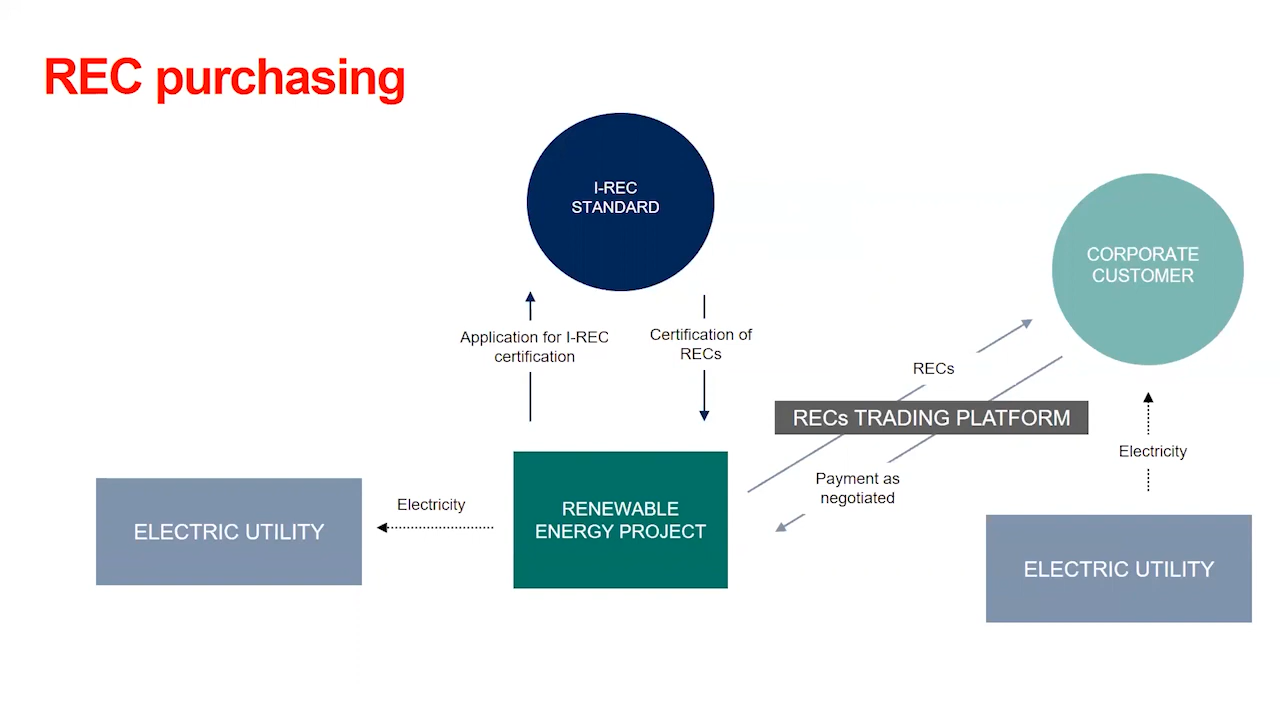 REC purchasing
I-REC
STANDARD
CORPORATE
CUSTOMER
Application for I-REC
certification
Certification of
RECs
RECs
RECs TRADING PLATFORM
Payment as
negotiated
Electricity
Electricity
RENEWABLE
ENERGY PROJECT
ELECTRIC UTILITY
ELECTRIC UTILITY